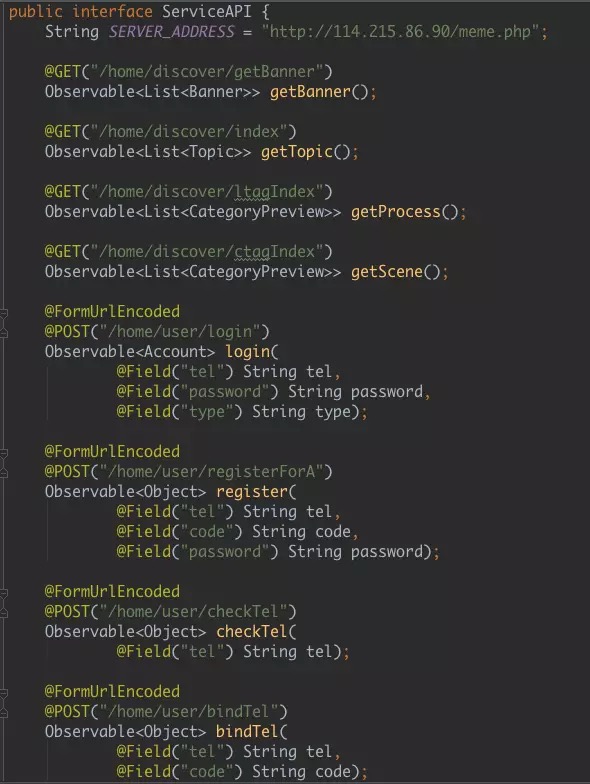 public interface ServiceAPI {
    String SERVER_ADDRESS = "http://114.215.86.90/meme.php";

    @GET("/home/discover/getBanner")
    Observable<List<Banner>> getBanner();

    @GET("/home/discover/index")
    Observable<List<Topic>> getTopic();

    @GET("/home/discover/ltagIndex")
    Observable<List<CategoryPreview>> getProcess();

    @GET("/home/discover/ctagIndex")
    Observable<List<CategoryPreview>> getScene();

    @FormUrlEncoded
    @POST("/home/user/login")
    Observable<Account> login(
            @Field("tel") String tel,
            @Field("password") String password,
            @Field("type") String type);

    @FormUrlEncoded
    @POST("/home/user/registerForA")
    Observable<Object> register(
            @Field("tel") String tel,
            @Field("code") String code,
            @Field("password") String password);

    @FormUrlEncoded
    @POST("/home/user/checkTel")
    Observable<Object> checkTel(
            @Field("tel") String tel);

    @FormUrlEncoded
    @POST("/home/user/bindTel")
    Observable<Object> bindTel(
            @Field("tel") String tel,
            @Field("code") String code);